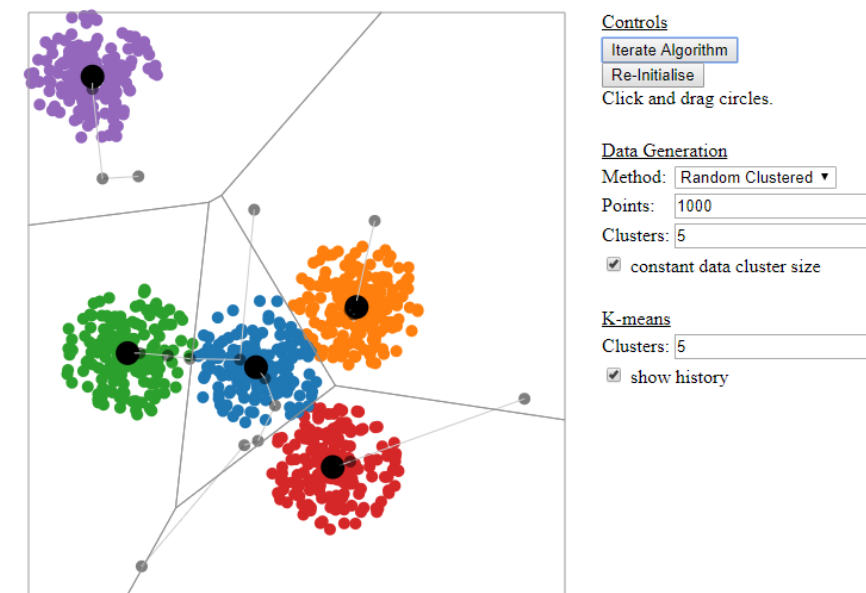 Controls
Iterate Algorithm
Re-Initialise
Click and drag circles.
Data Generation
Method: Random Clustered
Points: 1000
Clusters: 5
constant data cluster size
K-means
Clusters: 5
show history